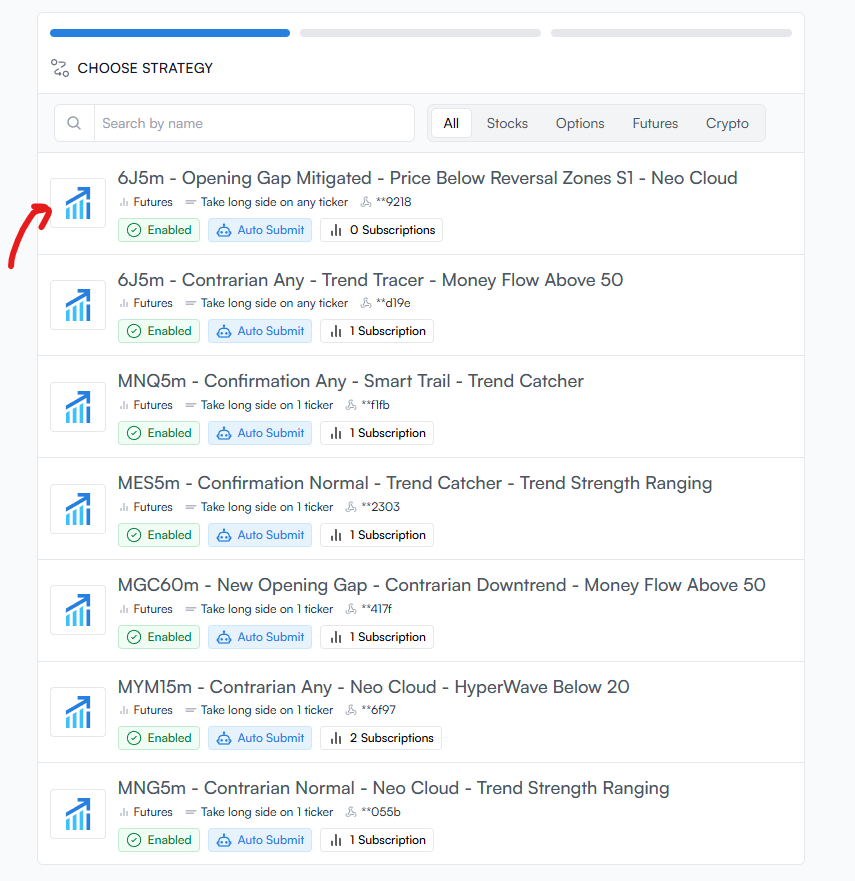 CHOOSE STRATEGY
Search by name
All Stocks Options Futures Crypto
6J5m - Opening Gap Mitigated - Price Below Reversal Zones S1 - Neo Cloud
Futures Take long side on any ticker **9218
Enabled Auto Submit 0 Subscriptions
6J5m - Contrarian Any - Trend Tracer - Money Flow Above 50
Futures Take long side on any ticker **d19e
Enabled Auto Submit 1 Subscription
MNQ5m - Confirmation Any - Smart Trail - Trend Catcher
Futures Take long side on 1 ticker **f1fb
Enabled Auto Submit 1 Subscription
MES5m - Confirmation Normal - Trend Catcher - Trend Strength Ranging
Futures Take long side on 1 ticker **2303
Enabled Auto Submit 1 Subscription
MGC60m - New Opening Gap - Contrarian Downtrend - Money Flow Above 50
Futures Take long side on 1 ticker **417f
Enabled Auto Submit 1 Subscription
MYM15m - Contrarian Any - Neo Cloud - HyperWave Below 20
Futures Take long side on 1 ticker **6f97
Enabled Auto Submit 2 Subscriptions
MNG5m - Contrarian Normal - Neo Cloud - Trend Strength Ranging
Futures Take long side on 1 ticker **055b
Enabled Auto Submit 1 Subscription